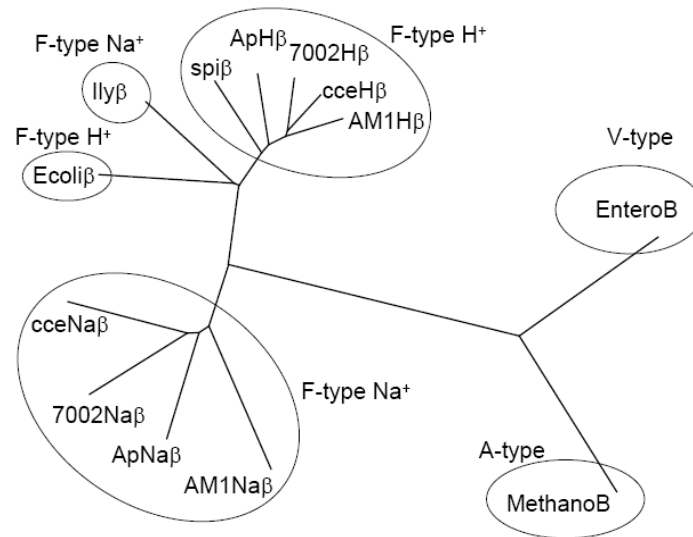 ApHβ
7002Hβ
F-type H⁺
F-type Na⁺
spiβ
Ilyβ
cceHβ
AM1Hβ
F-type H⁺
V-type
Ecoliβ
EnteroB
cceNaβ
F-type Na⁺
7002Naβ
ApNaβ
A-type
AM1Naβ
MethanoB